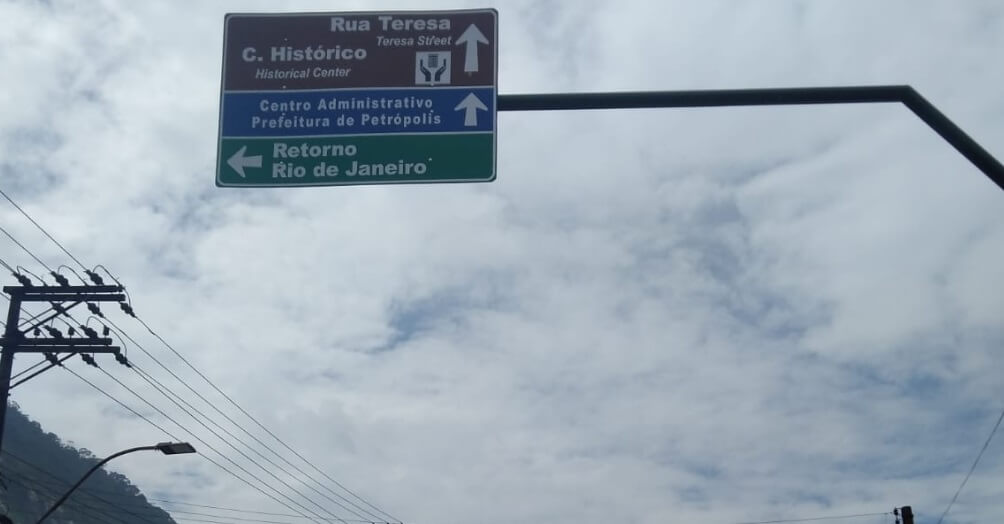 Rua Teresa
Teresa Street
C. Histórico
Historical Center
Centro Administrativo
Prefeitura de Petrópolis
Retorno
Rio de Janeiro